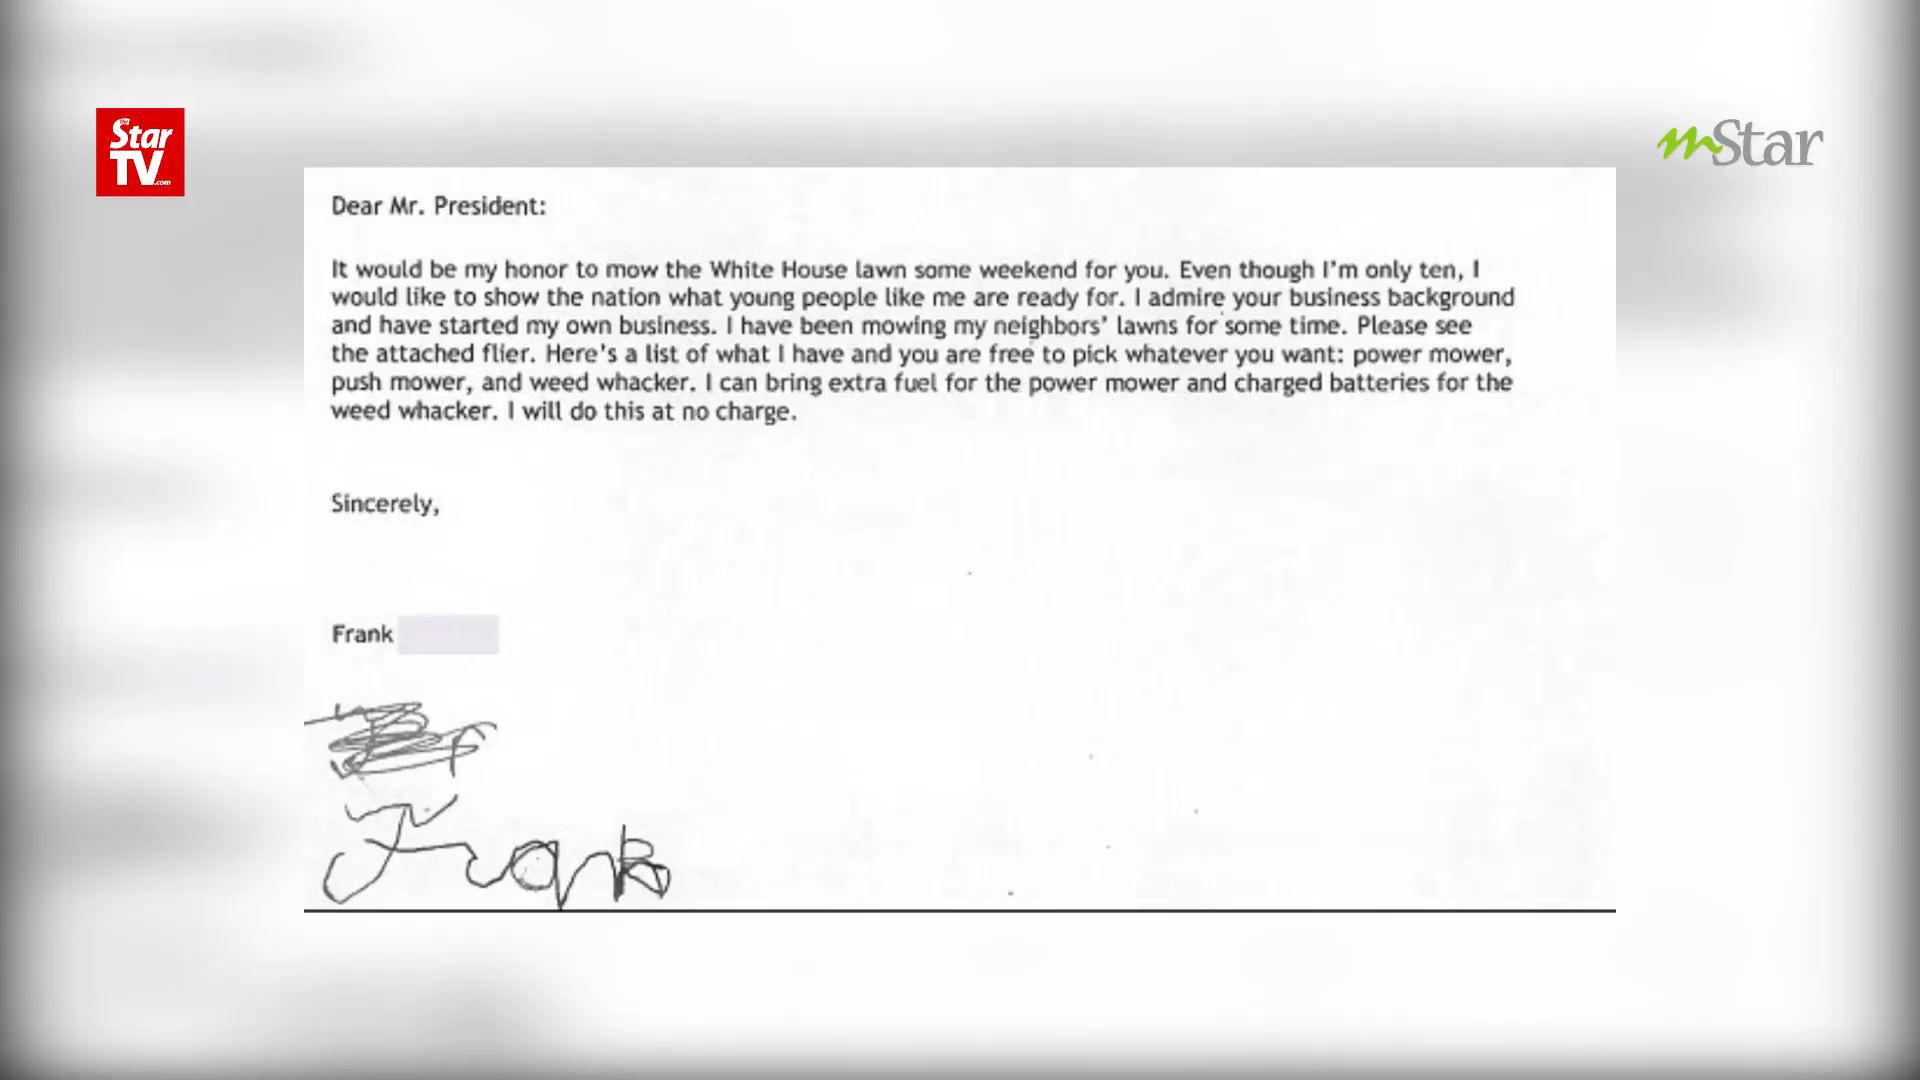 the Star
TV.com
mStar
Dear Mr. President:
It would be my honor to mow the White House lawn some weekend for you. Even though I'm only ten, I
would like to show the nation what young people like me are ready for. I admire your business background
and have started my own business. I have been mowing my neighbors' lawns for some time. Please see
the attached flier. Here's a list of what I have and you are free to pick whatever you want: power mower,
push mower, and weed whacker. I can bring extra fuel for the power mower and charged batteries for the
weed whacker. I will do this at no charge.
Sincerely,
Frank
Frank